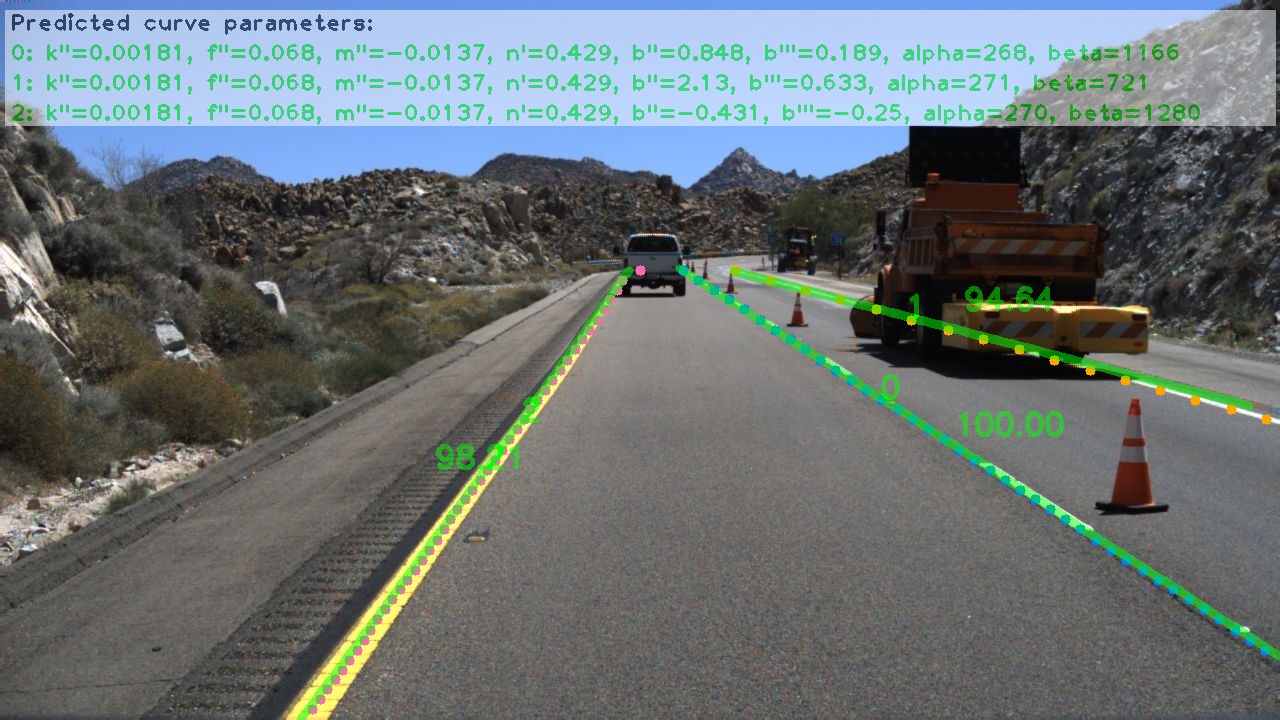 Predicted curve parameters:
0: k''=0.00181, f''=0.068, m''=-0.0137, n'=0.429, b''=0.848, b'''=0.189, alpha=268, beta=1166
1: k''=0.00181, f''=0.068, m''=-0.0137, n'=0.429, b''=2.13, b'''=0.633, alpha=271, beta=721
2: k''=0.00181, f''=0.068, m''=-0.0137, n'=0.429, b''=-0.431, b'''=-0.25, alpha=270, beta=1280
1 94.64
0
100.00
2
98.21